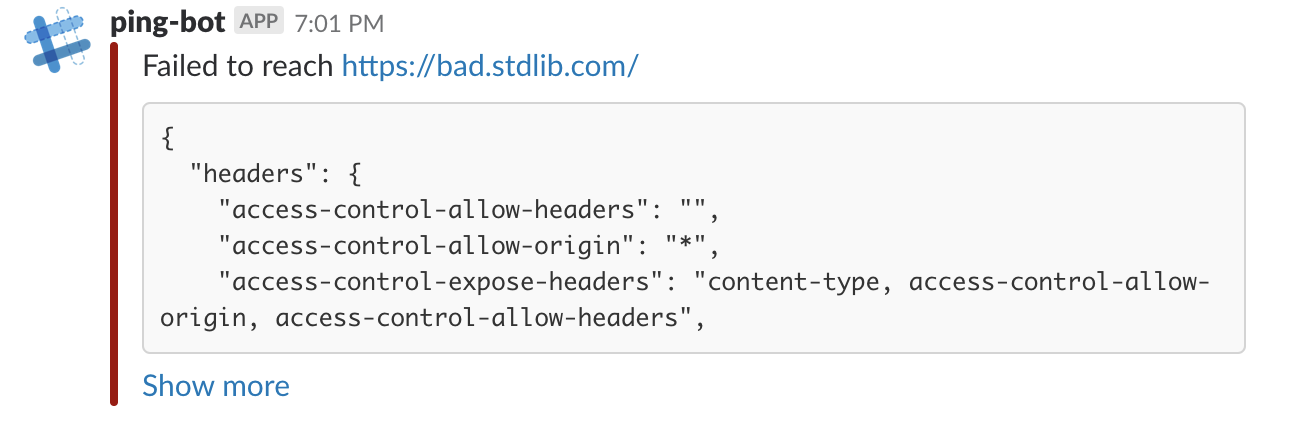 ping-bot APP 7:01 PM
Failed to reach https://bad.stdlib.com/
{
  "headers": {
    "access-control-allow-headers": "",
    "access-control-allow-origin": "*",
    "access-control-expose-headers": "content-type, access-control-allow-
origin, access-control-allow-headers",
Show more